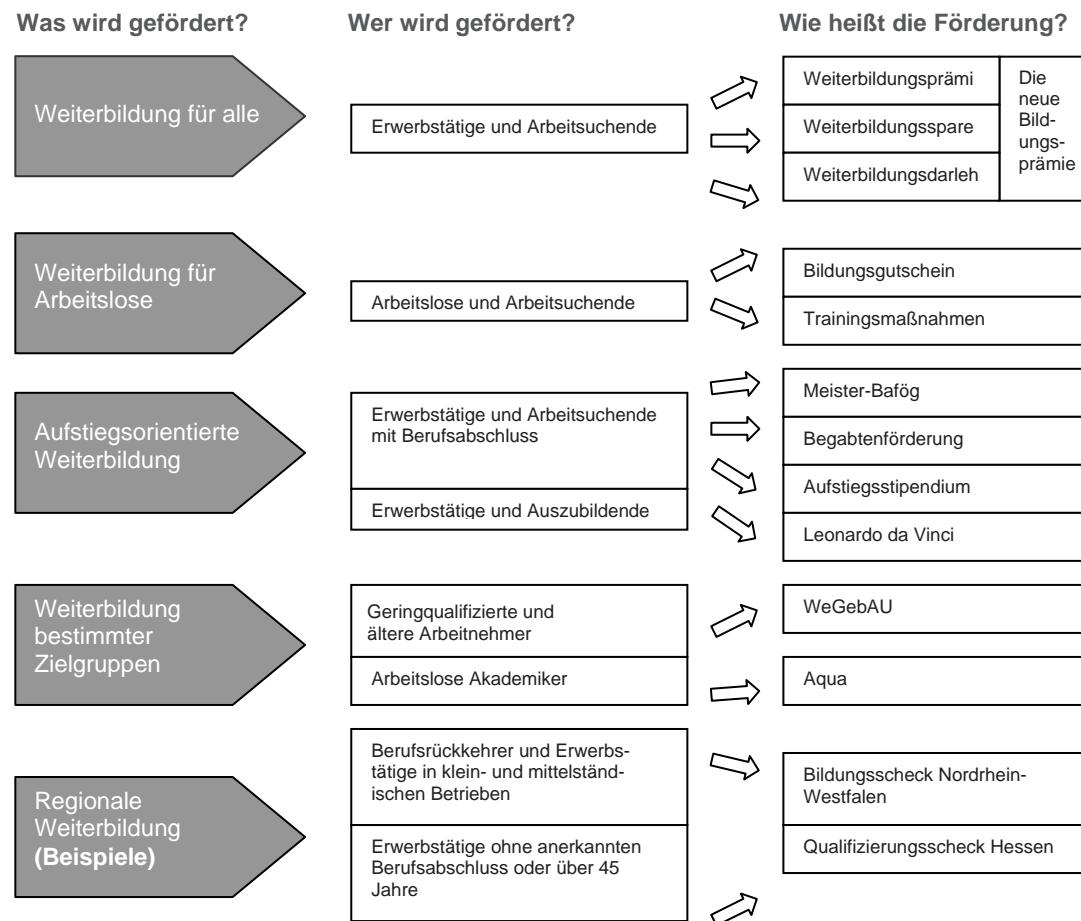 Was wird gefördert?
Wer wird gefördert?
Wie heißt die Förderung?
Weiterbildung für alle
Erwerbstätige und Arbeitsuchende
Weiterbildungsprämi
Weiterbildungsspare
Weiterbildungsdarleh
Die
neue
Bild-
ungs-
prämie
Weiterbildung für
Arbeitslose
Arbeitslose und Arbeitsuchende
Bildungsgutschein
Trainingsmaßnahmen
Aufstiegsorientierte
Weiterbildung
Erwerbstätige und Arbeitsuchende
mit Berufsabschluss
Erwerbstätige und Auszubildende
Meister-Bafög
Begabtenförderung
Aufstiegsstipendium
Leonardo da Vinci
Weiterbildung
bestimmter
Zielgruppen
Geringqualifizierte und
ältere Arbeitnehmer
Arbeitslose Akademiker
WeGebAU
Aqua
Regionale
Weiterbildung
(Beispiele)
Berufsrückkehrer und Erwerbs-
tätige in klein- und mittelständ-
ischen Betrieben
Erwerbstätige ohne anerkannten
Berufsabschluss oder über 45
Jahre
Bildungsscheck Nordrhein-
Westfalen
Qualifizierungsscheck Hessen